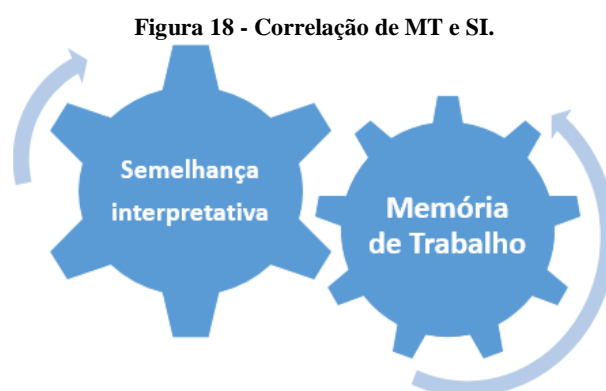 Figura 18 - Correlação de MT e SI.
Semelhança
interpretativa
Memória
de Trabalho